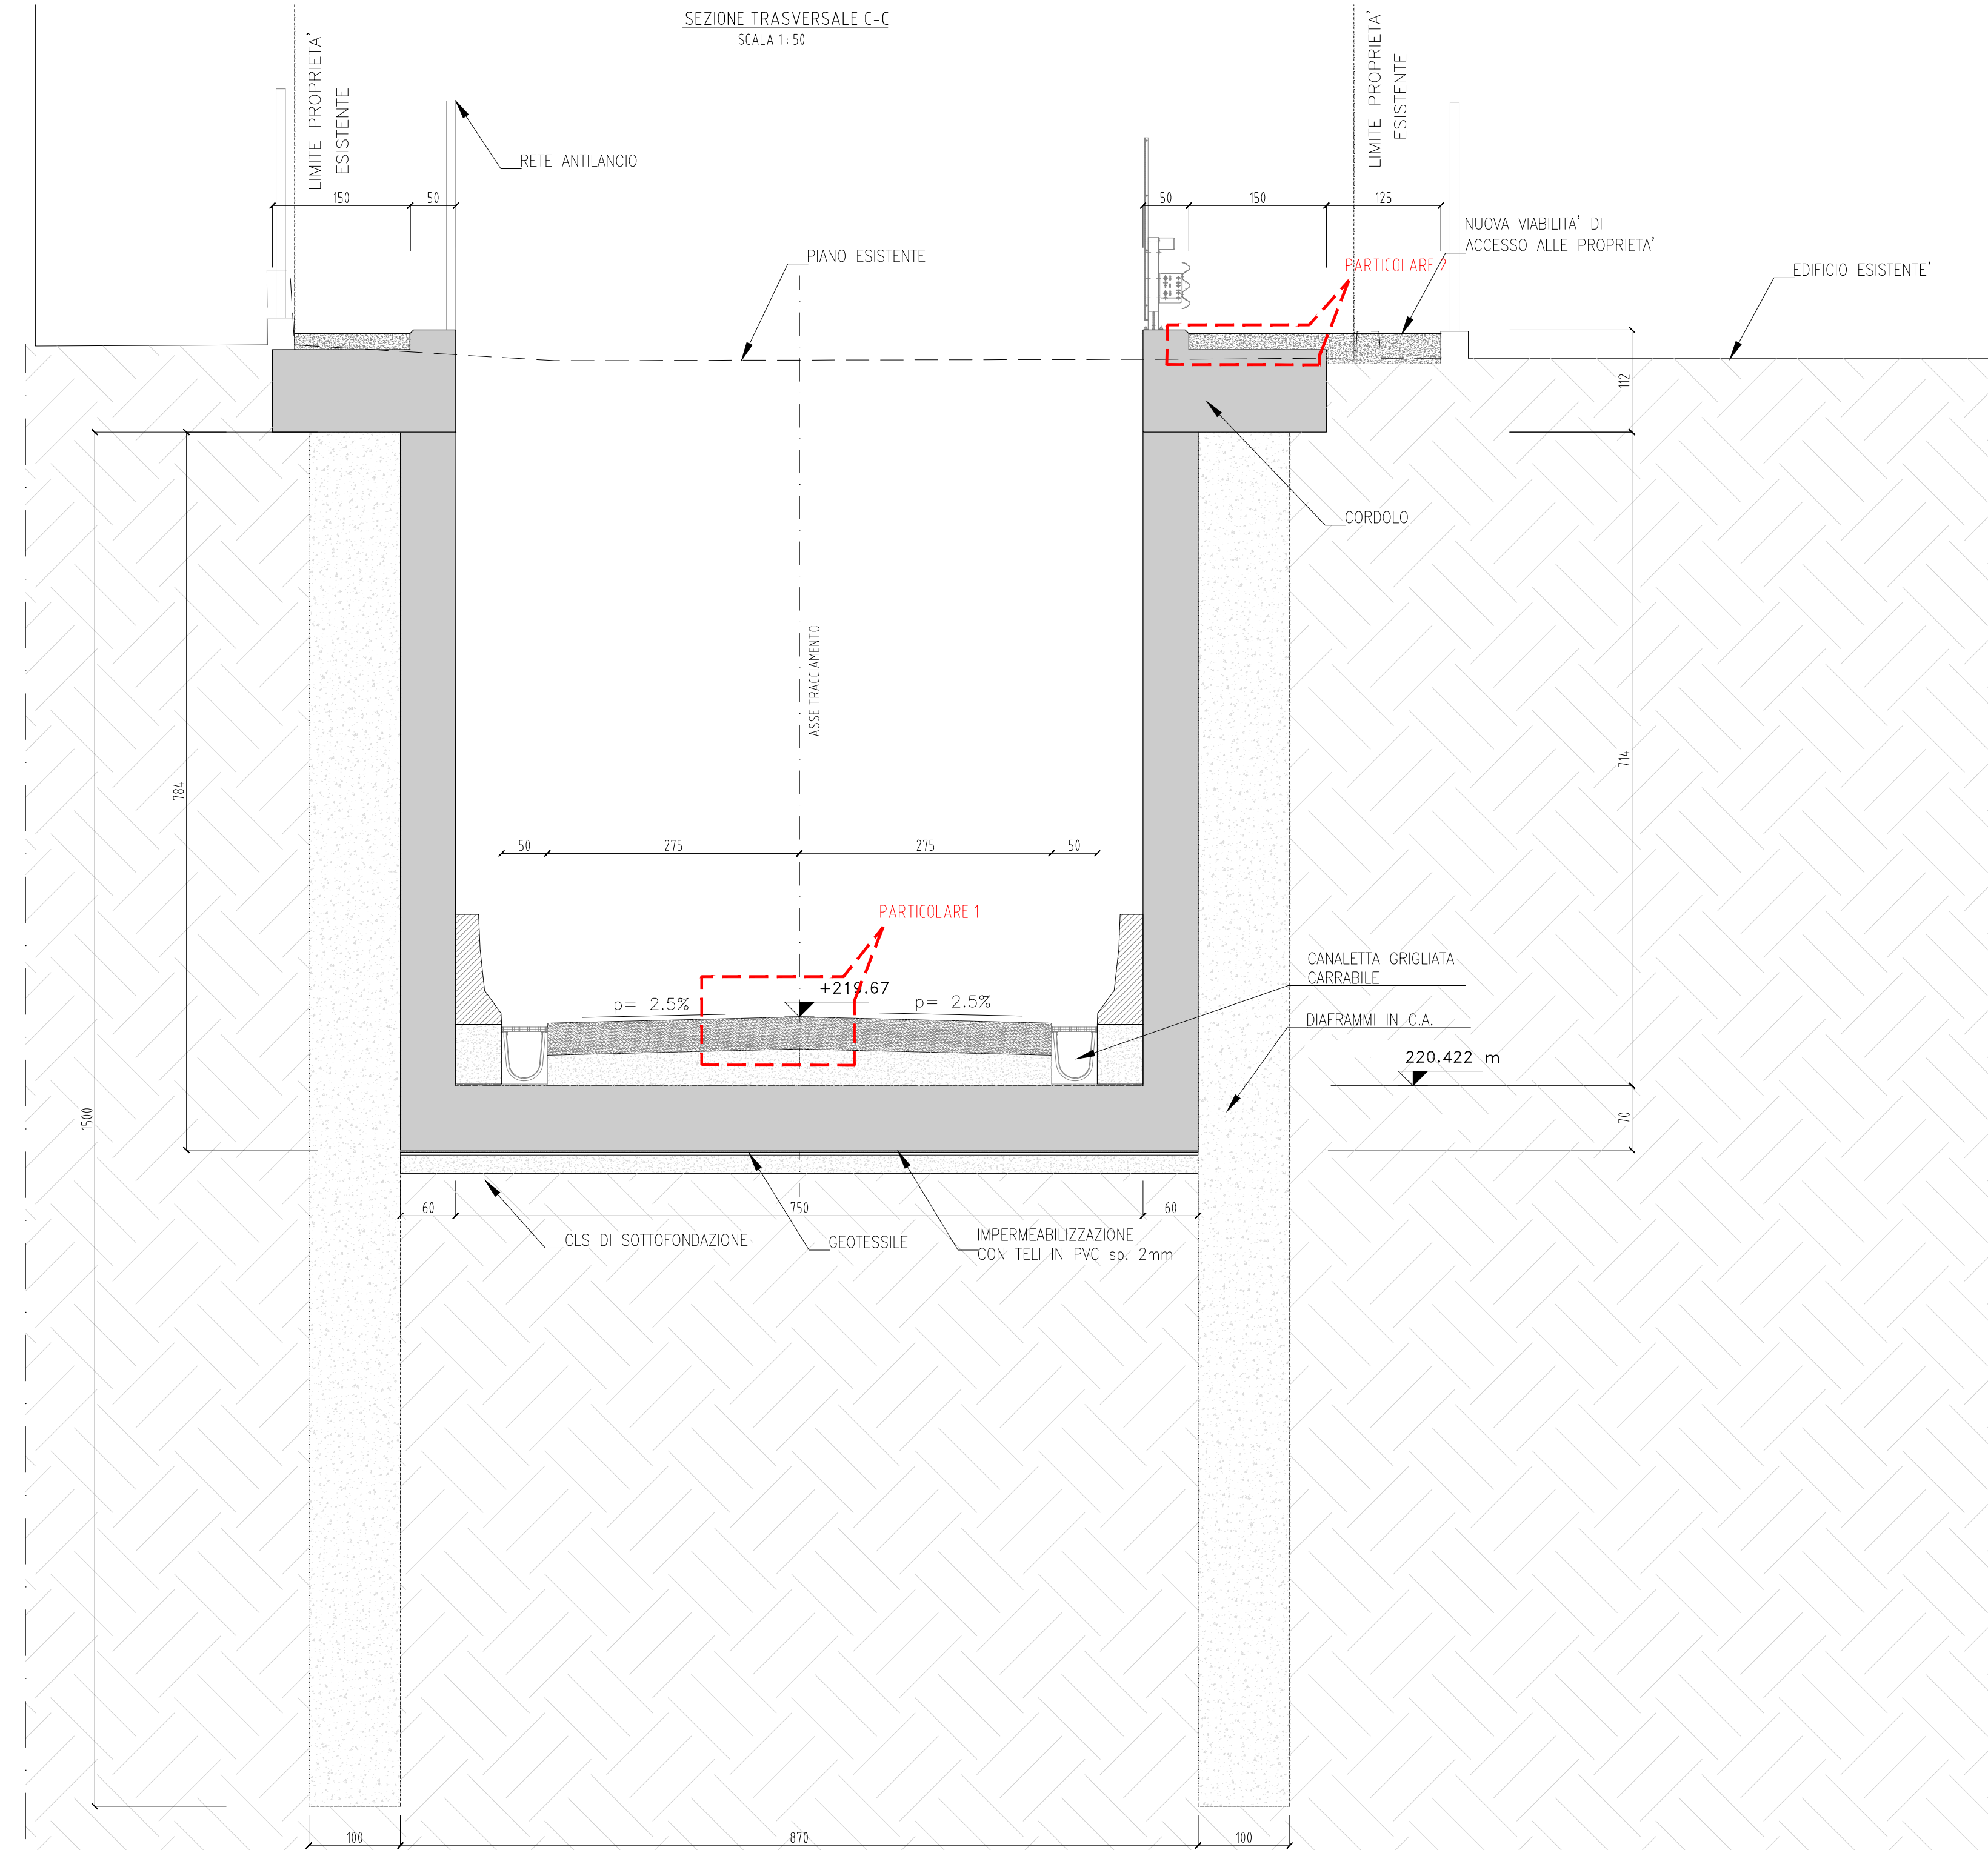 SEZIONE TRASVERSALE C-C
SCALA 1:50
LIMITE PROPRIETA'
ESISTENTE
LIMITE PROPRIETA'
ESISTENTE
RETE ANTILANCIO
150
50
50
150
125
NUOVA VIABILITA' DI
ACCESSO ALLE PROPRIETA'
PIANO ESISTENTE
PARTICOLARE 2
EDIFICIO ESISTENTE'
112
CORDOLO
ASSE TRACCIAMENTO
784
714
50
275
275
50
PARTICOLARE 1
CANALETTA GRIGLIATA
CARRABILE
+219.67
p= 2.5%
p= 2.5%
DIAFRAMMI IN C.A.
220.422 m
1500
70
60
750
60
CLS DI SOTTOFONDAZIONE
GEOTESSILE
IMPERMEABILIZZAZIONE
CON TELI IN PVC sp. 2mm
100
870
100